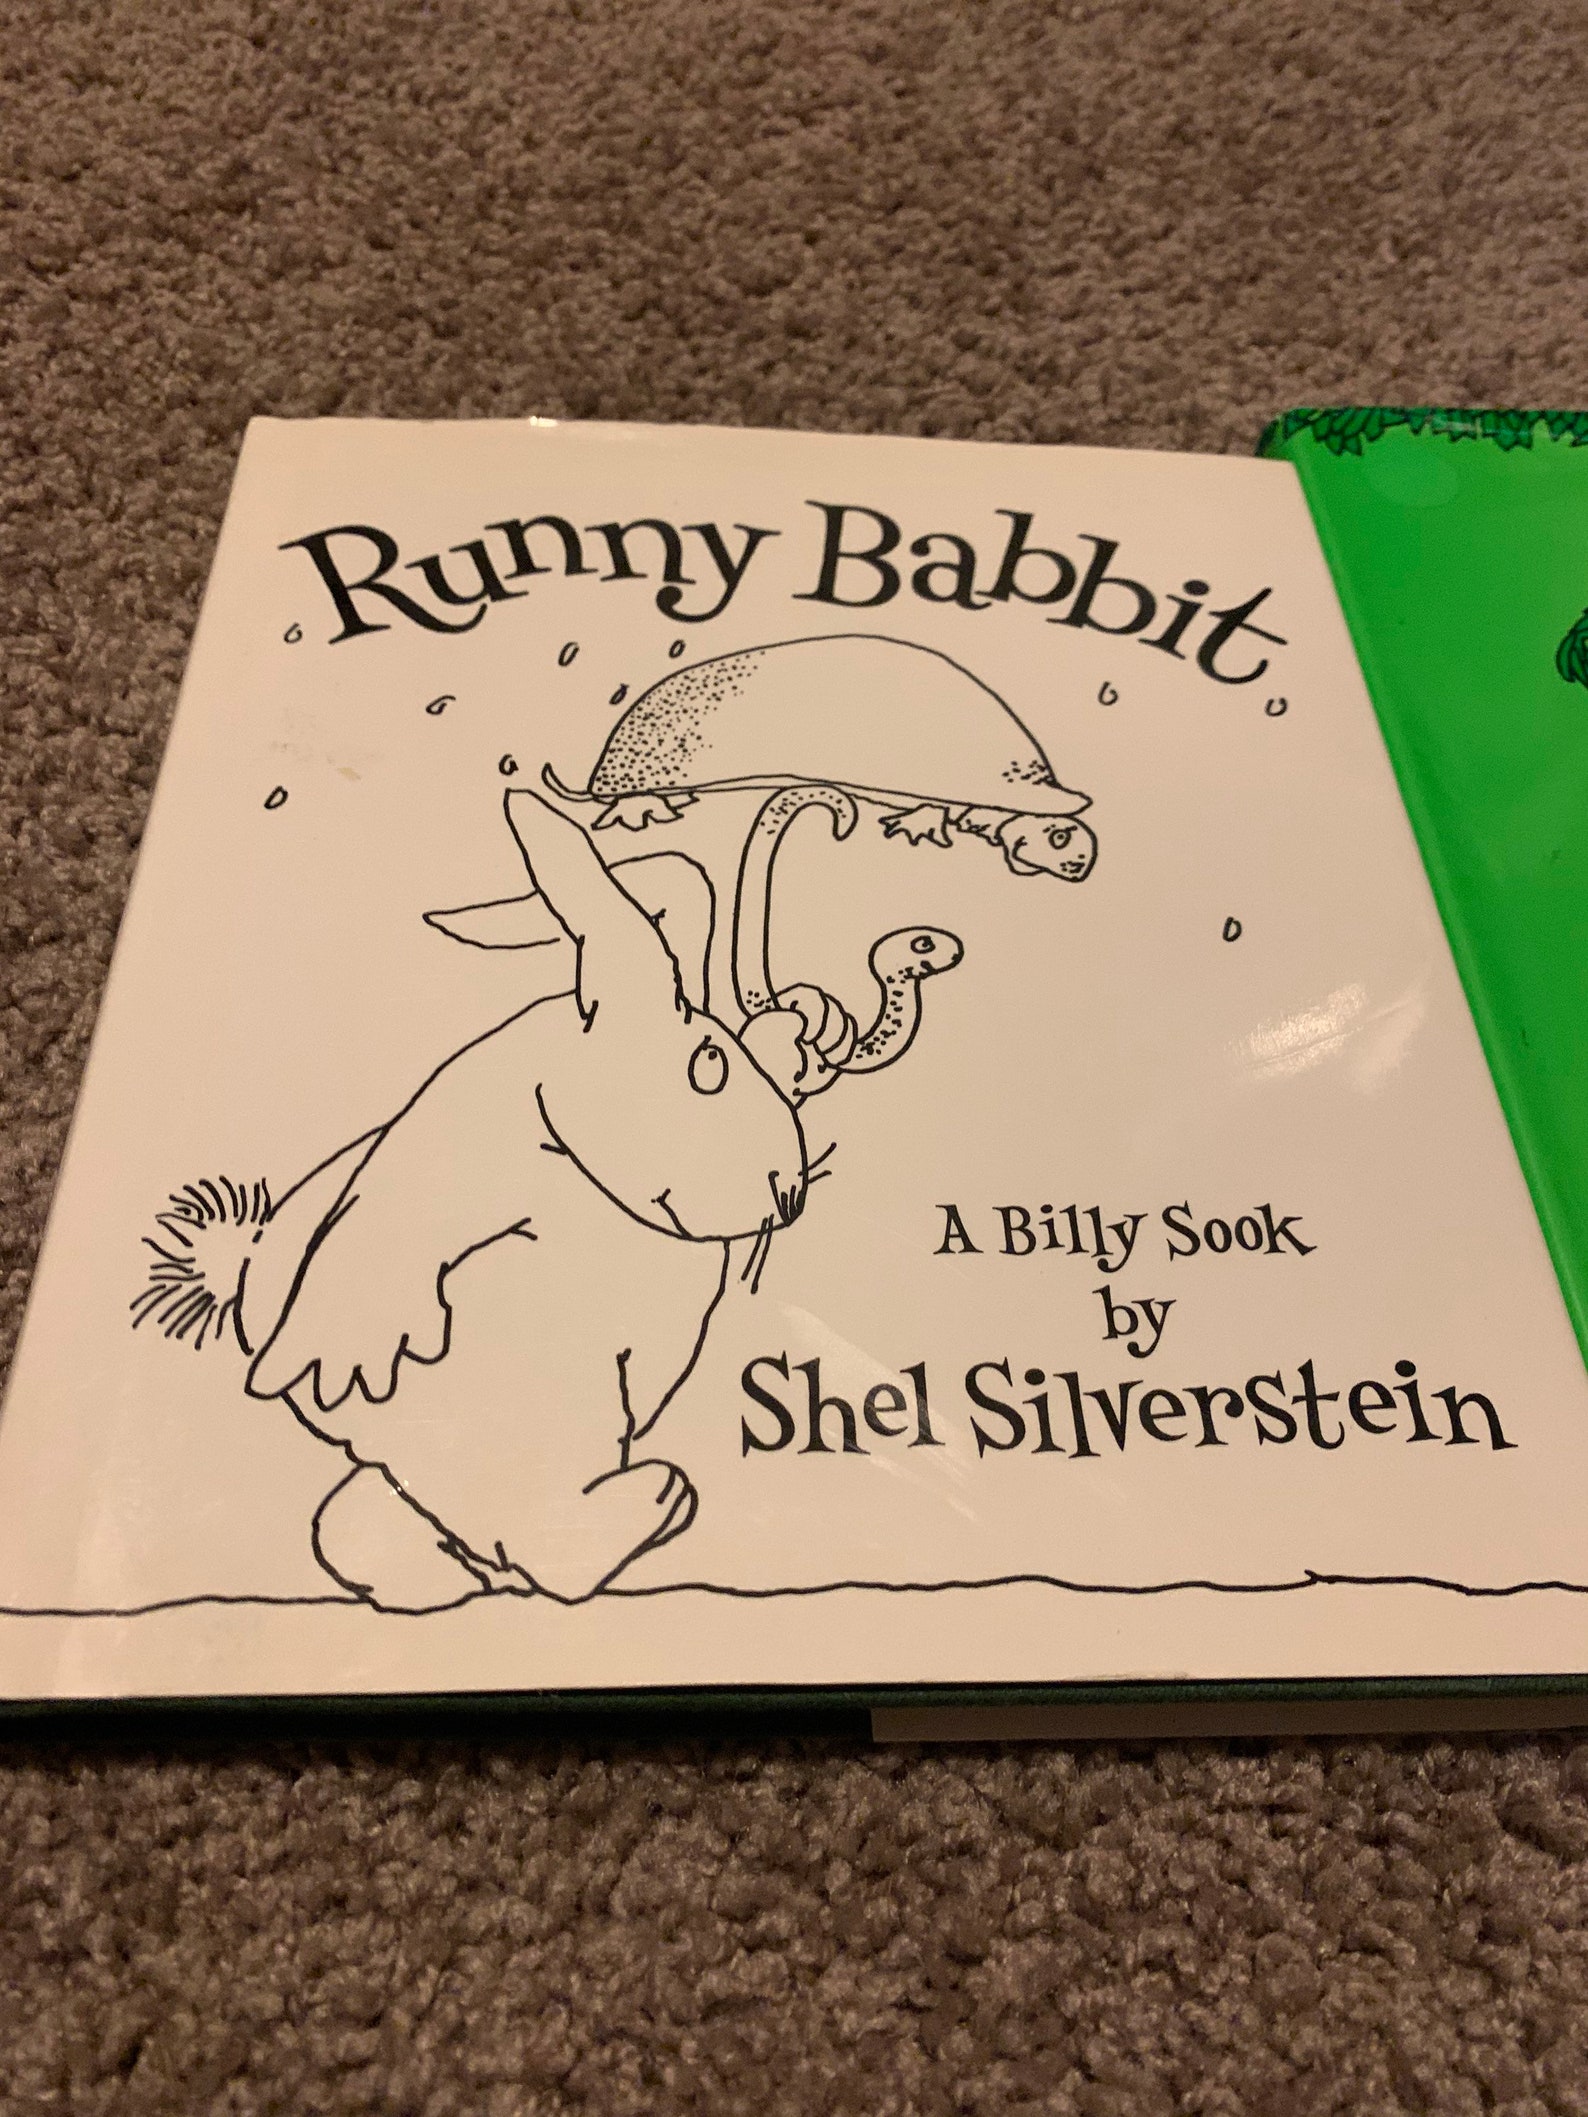 Runny Babbit
A Billy Sook
by
Shel Silverstein